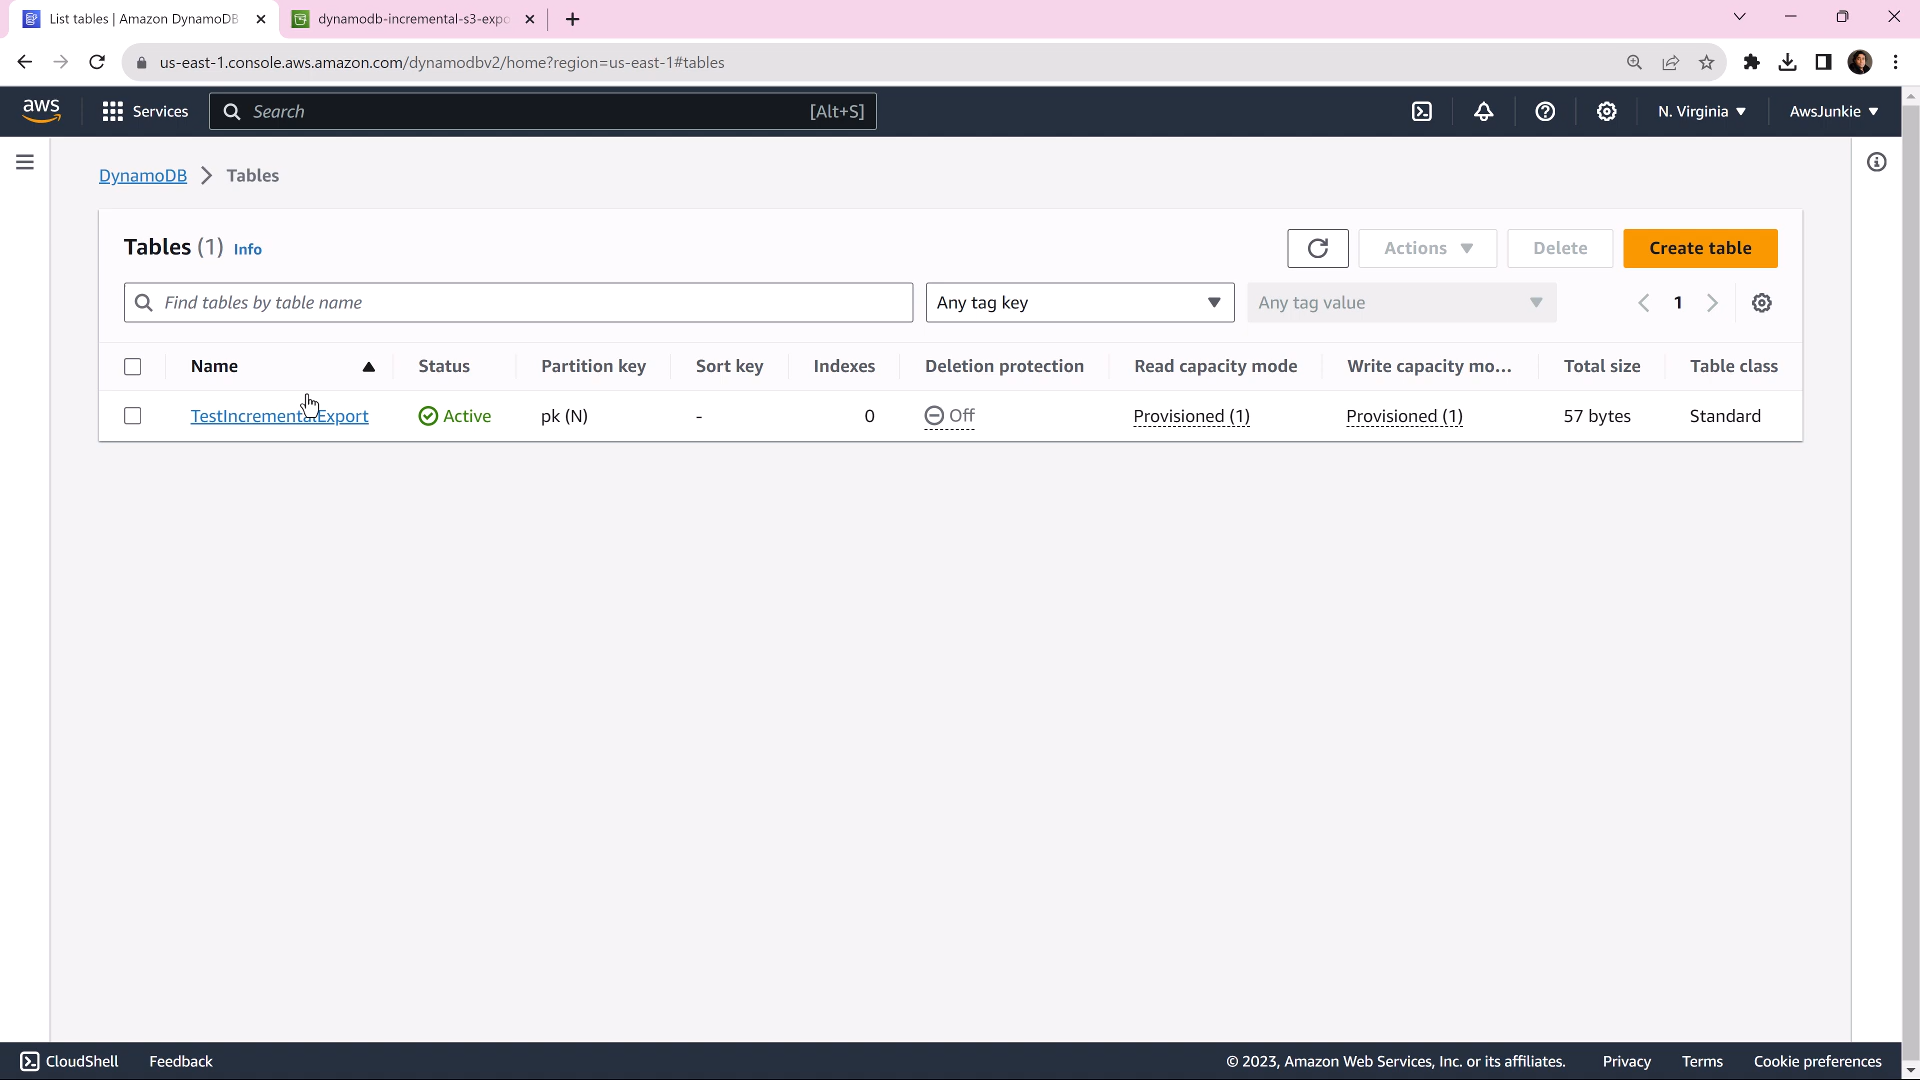 List tables | Amazon DynamoDB
dynamodb-incremental-s3-expo
us-east-1.console.aws.amazon.com/dynamodbv2/home?region=us-east-1#tables
aws Services Search [Alt+S] N. Virginia AwsJunkie
DynamoDB Tables
Tables (1) Info Actions Delete Create table
Find tables by table name Any tag key Any tag value 1
Name Status Partition key Sort key Indexes Deletion protection Read capacity mode Write capacity mo... Total size Table class
TestIncrementalExport Active pk (N) - 0 Off Provisioned (1) Provisioned (1) 57 bytes Standard
CloudShell Feedback © 2023, Amazon Web Services, Inc. or its affiliates. Privacy Terms Cookie preferences